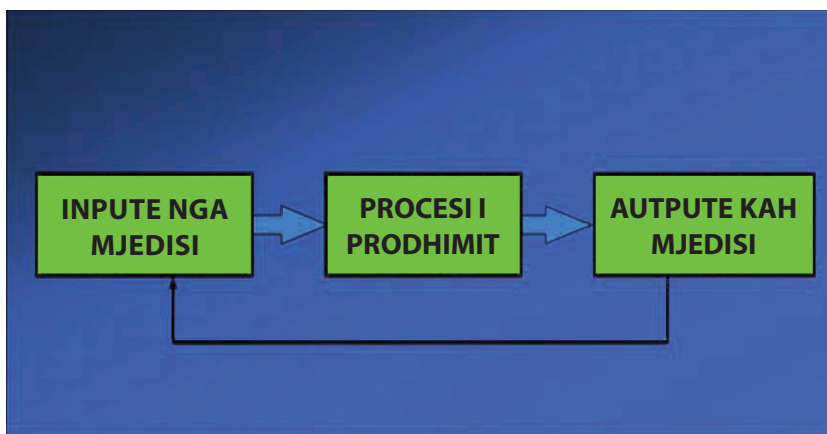 INPUTE NGA
MJEDISI
PROCESI I
PRODHIMIT
AUTPUTE KAH
MJEDISI